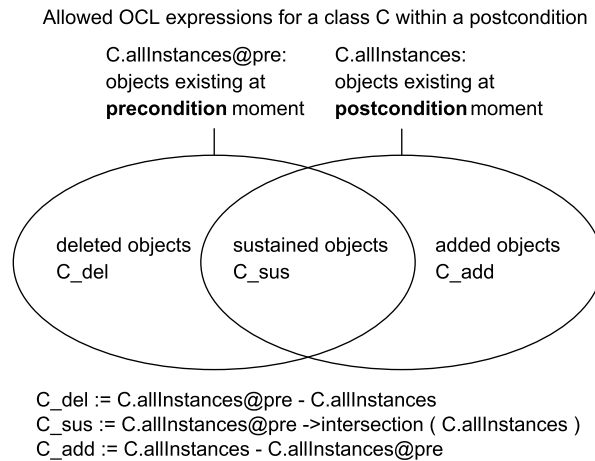 Allowed OCL expressions for a class C within a postcondition
C.allInstances@pre:
objects existing at
precondition moment
C.allInstances:
objects existing at
postcondition moment
deleted objects
C_del
sustained objects
C_sus
added objects
C_add
C_del := C.allInstances@pre - C.allInstances
C_sus := C.allInstances@pre ->intersection ( C.allInstances )
C_add := C.allInstances - C.allInstances@pre